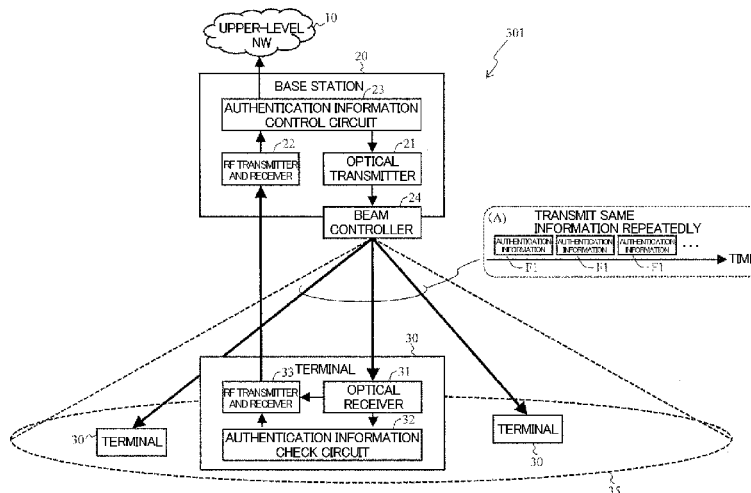 10
UPPER-LEVEL
NW
301
20
BASE STATION
23
AUTHENTICATION INFORMATION
CONTROL CIRCUIT
22
21
RF TRANSMITTER
AND RECEIVER
OPTICAL
TRANSMITTER
24
BEAM
CONTROLLER
(A)
TRANSMIT SAME
INFORMATION REPEATEDLY
AUTHENTICATION
INFORMATION
AUTHENTICATION
INFORMATION
AUTHENTICATION
INFORMATION
...
F1
F1
F1
TIME
30
TERMINAL
33
31
RF TRANSMITTER
AND RECEIVER
OPTICAL
RECEIVER
32
AUTHENTICATION INFORMATION
CHECK CIRCUIT
30
TERMINAL
TERMINAL
30
35